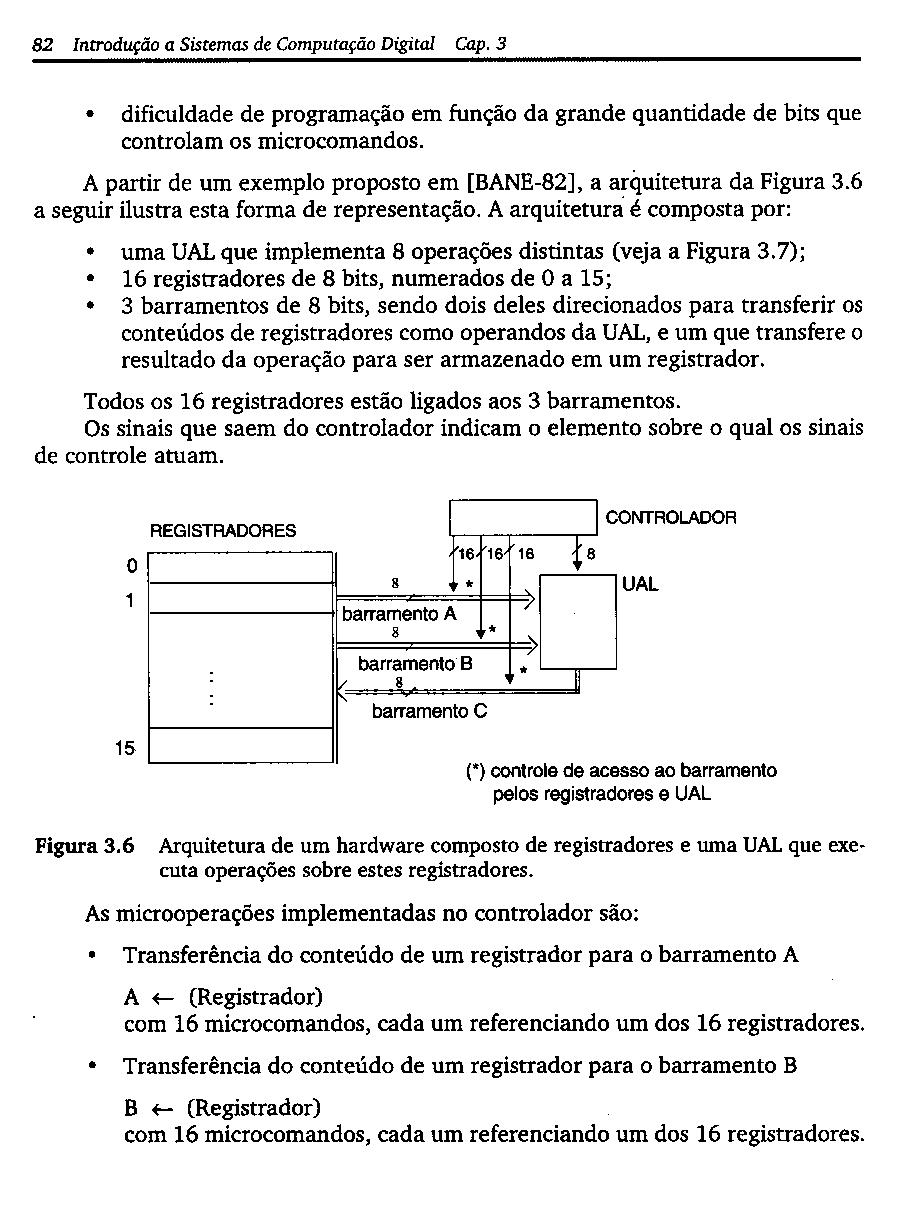 82 Introdução a Sistemas de Computação Digital Cap. 3
• dificuldade de programação em função da grande quantidade de bits que
controlam os microcomandos.
A partir de um exemplo proposto em [BANE-82], a arquitetura da Figura 3.6
a seguir ilustra esta forma de representação. A arquitetura é composta por:
• uma UAL que implementa 8 operações distintas (veja a Figura 3.7);
• 16 registradores de 8 bits, numerados de 0 a 15;
• 3 barramentos de 8 bits, sendo dois deles direcionados para transferir os
conteúdos de registradores como operandos da UAL, e um que transfere o
resultado da operação para ser armazenado em um registrador.
Todos os 16 registradores estão ligados aos 3 barramentos.
Os sinais que saem do controlador indicam o elemento sobre o qual os sinais
de controle atuam.
CONTROLADOR
REGISTRADORES
16 16 16 8
0
8 *
UAL
1
barramento A
8 *
barramento B
8 *
barramento C
15
(*) controle de acesso ao barramento
pelos registradores e UAL
Figura 3.6 Arquitetura de um hardware composto de registradores e uma UAL que exe-
cuta operações sobre estes registradores.
As microoperações implementadas no controlador são:
• Transferência do conteúdo de um registrador para o barramento A
A ← (Registrador)
com 16 microcomandos, cada um referenciando um dos 16 registradores.
• Transferência do conteúdo de um registrador para o barramento B
B ← (Registrador)
com 16 microcomandos, cada um referenciando um dos 16 registradores.